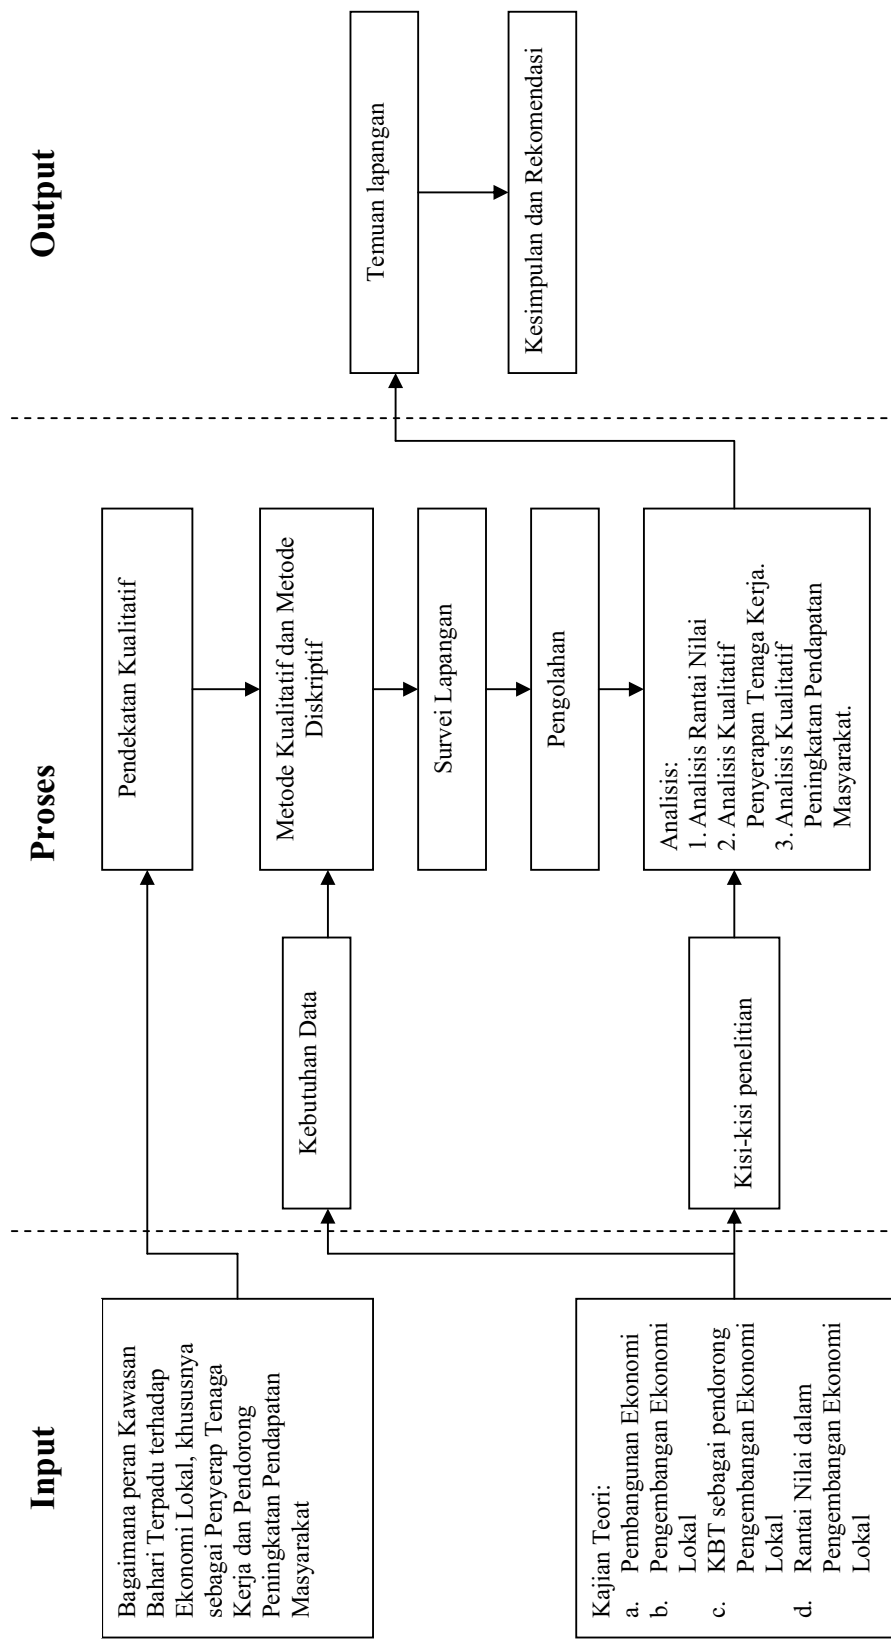 Input
Proses
Output
Bagaimana peran Kawasan
Bahari Terpadu terhadap
Ekonomi Lokal, khususnya
sebagai Penyerap Tenaga
Kerja dan Pendorong
Peningkatan Pendapatan
Masyarakat
Kajian Teori:
a. Pembangunan Ekonomi
b. Pengembangan Ekonomi
Lokal
c. KBT sebagai pendorong
Pengembangan Ekonomi
Lokal
d. Rantai Nilai dalam
Pengembangan Ekonomi
Lokal
Kebutuhan Data
Kisi-kisi penelitian
Pendekatan Kualitatif
Metode Kualitatif dan Metode
Diskriptif
Survei Lapangan
Pengolahan
Analisis:
1. Analisis Rantai Nilai
2. Analisis Kualitatif
Penyerapan Tenaga Kerja.
3. Analisis Kualitatif
Peningkatan Pendapatan
Masyarakat.
Temuan lapangan
Kesimpulan dan Rekomendasi